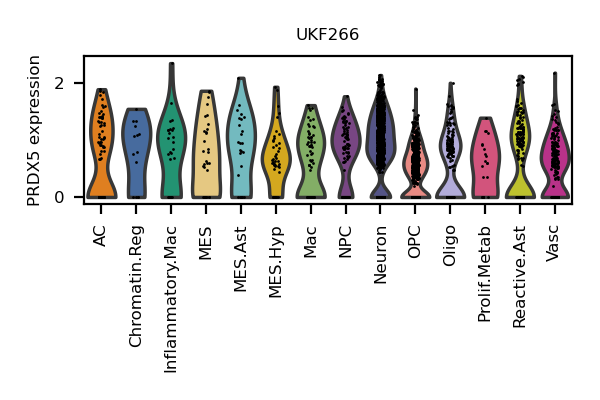 UKF266
PRDX5 expression
2
0
AC
Chromatin.Reg
Inflammatory.Mac
MES
MES.Ast
MES.Hyp
Mac
NPC
Neuron
OPC
Oligo
Prolif.Metab
Reactive.Ast
Vasc